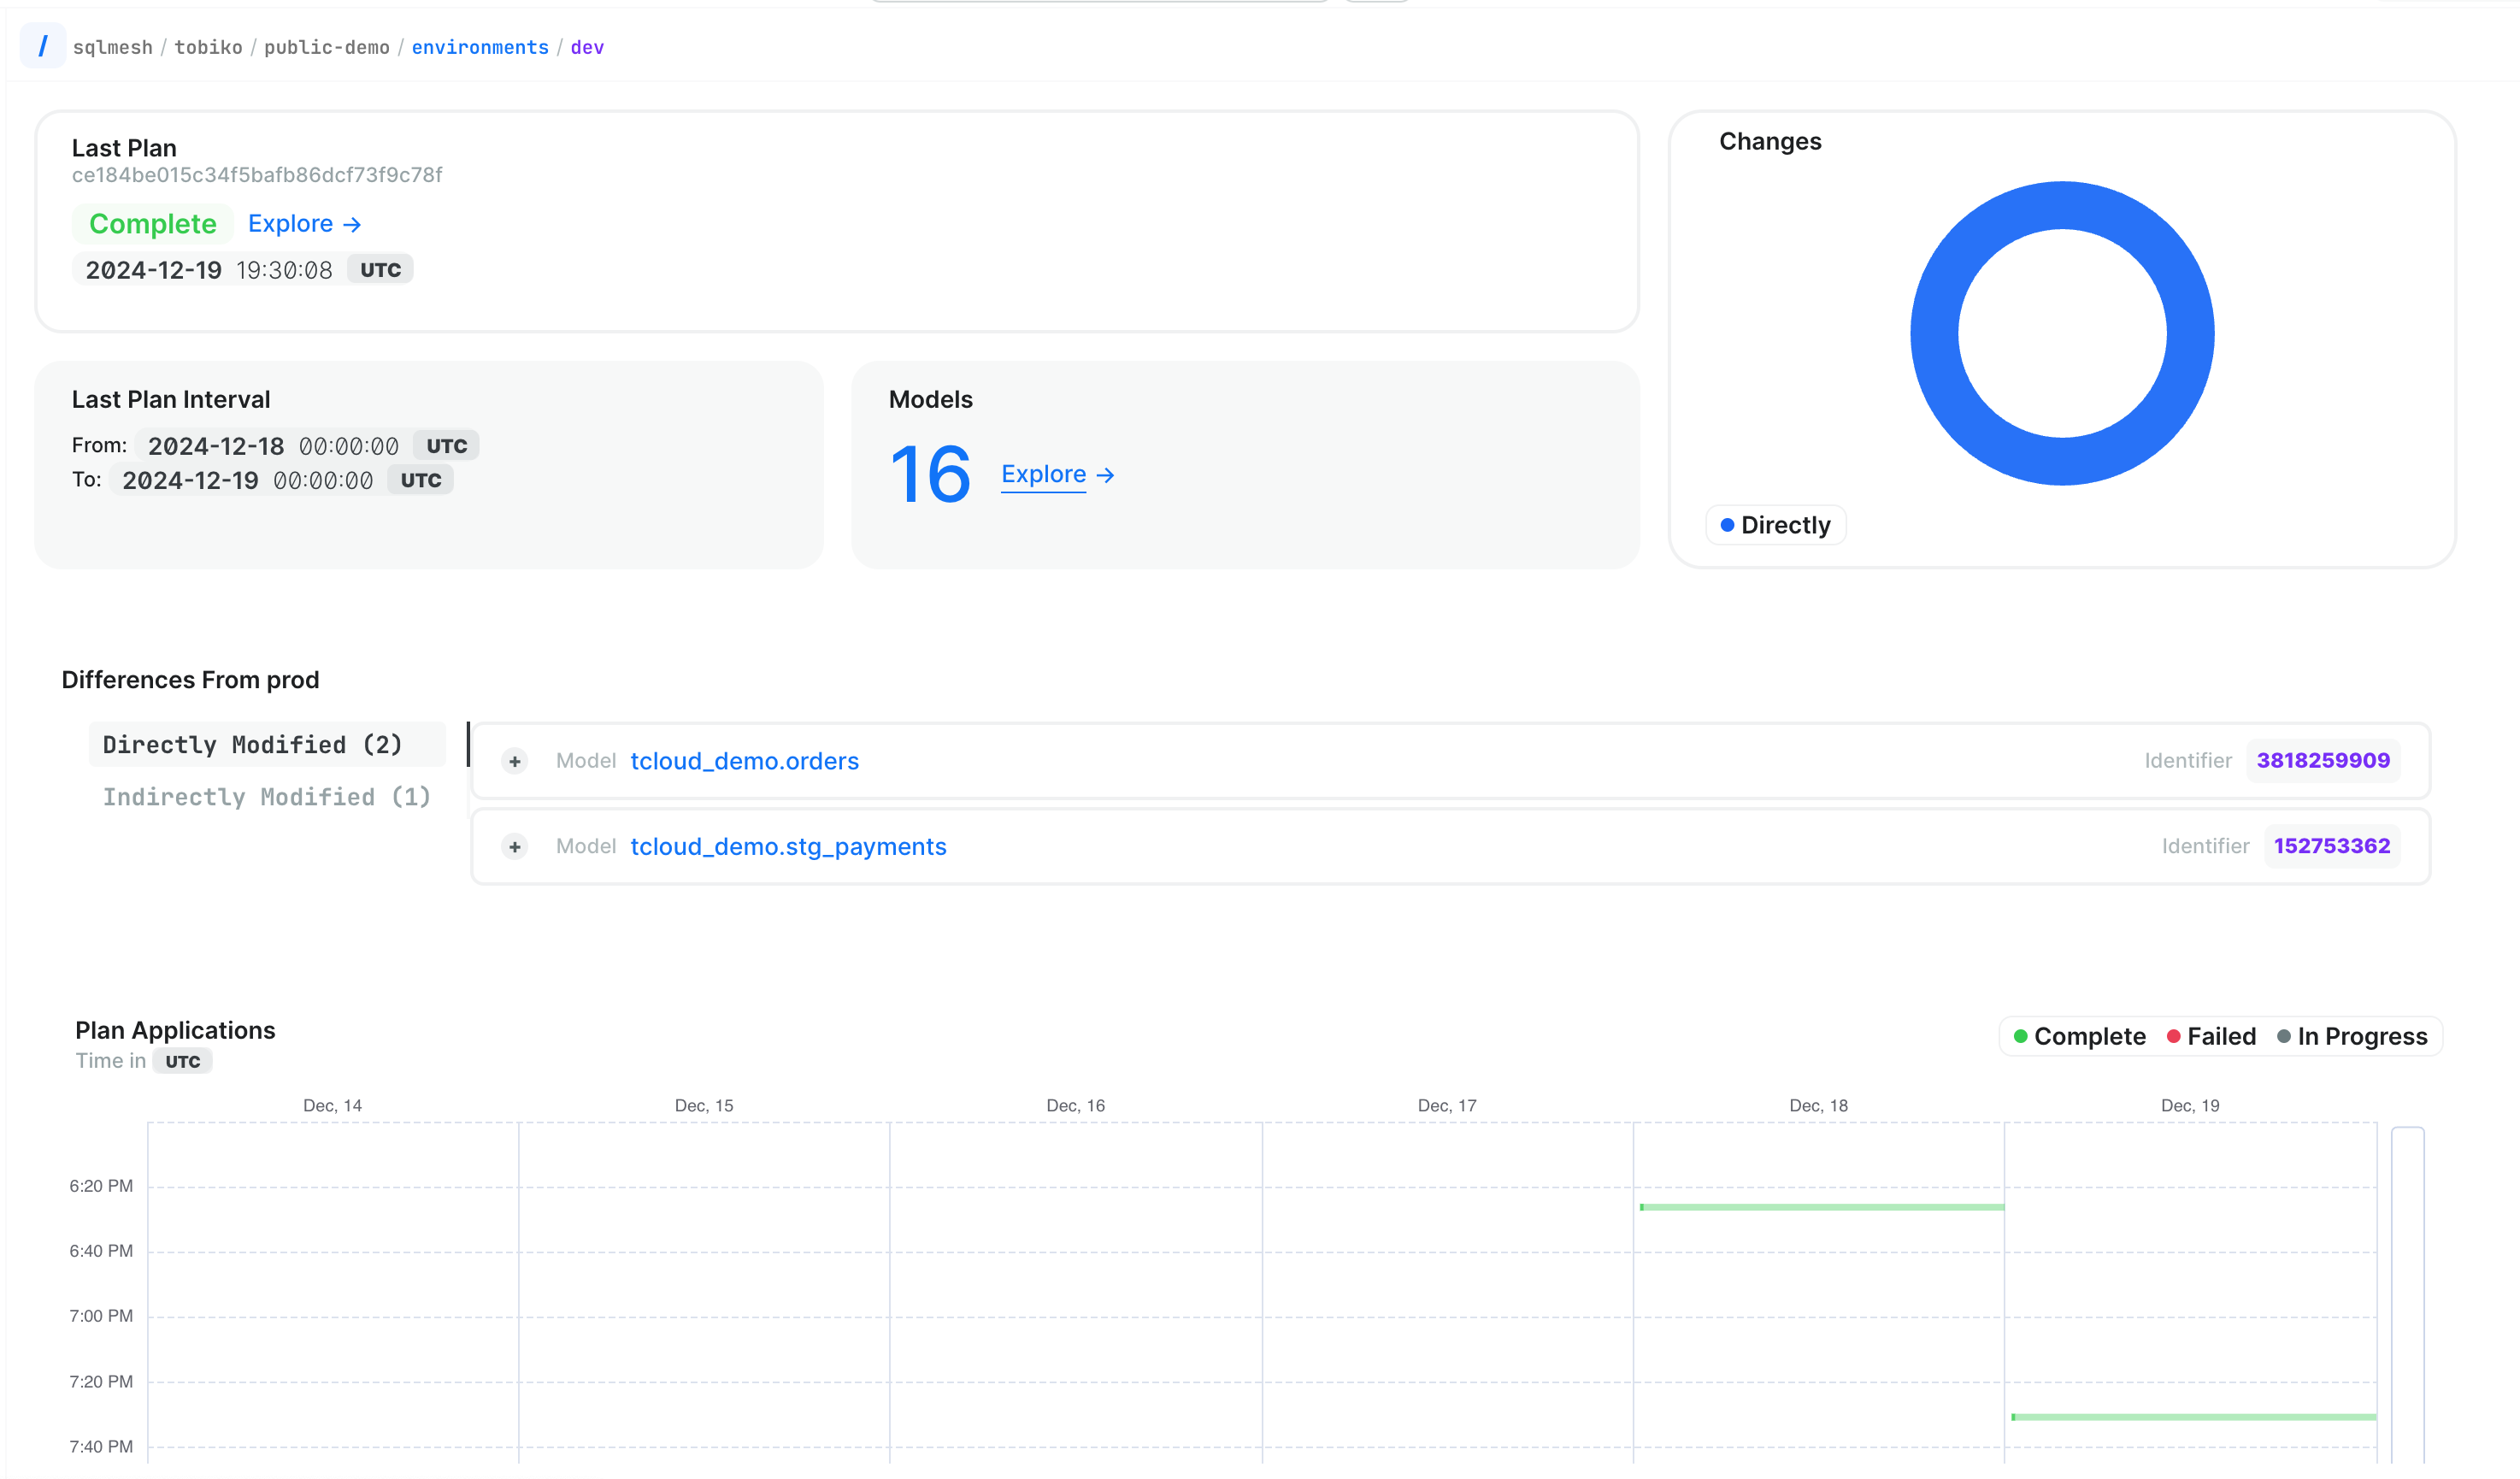 / sqlmesh / tobiko / public-demo / environments / dev
Last Plan
ce184be015c34f5bafb86dcf73f9c78f
Complete Explore →
2024-12-19 19:30:08 UTC
Changes
Directly
Last Plan Interval
From: 2024-12-18 00:00:00 UTC
To: 2024-12-19 00:00:00 UTC
Models
16 Explore →
Differences From prod
Directly Modified (2)
Indirectly Modified (1)
+ Model tcloud_demo.orders Identifier 3818259909
+ Model tcloud_demo.stg_payments Identifier 152753362
Plan Applications
Time in UTC
Complete Failed In Progress
Dec, 14 Dec, 15 Dec, 16 Dec, 17 Dec, 18 Dec, 19
6:20 PM
6:40 PM
7:00 PM
7:20 PM
7:40 PM